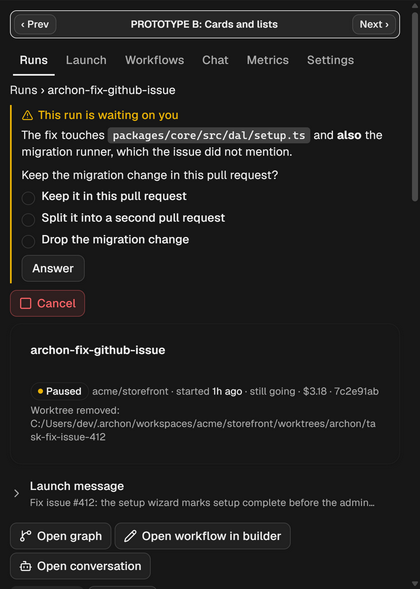 ‹ Prev PROTOTYPE B: Cards and lists Next ›
Runs Launch Workflows Chat Metrics Settings
Runs › archon-fix-github-issue
This run is waiting on you
The fix touches packages/core/src/dal/setup.ts and also the
migration runner, which the issue did not mention.
Keep the migration change in this pull request?
Keep it in this pull request
Split it into a second pull request
Drop the migration change
Answer
Cancel
archon-fix-github-issue
Paused acme/storefront · started 1h ago · still going · $3.18 · 7c2e91ab
Worktree removed:
C:/Users/dev/.archon/workspaces/acme/storefront/worktrees/archon/ta
sk-fix-issue-412
Launch message
Fix issue #412: the setup wizard marks setup complete before the admin…
Open graph Open workflow in builder
Open conversation